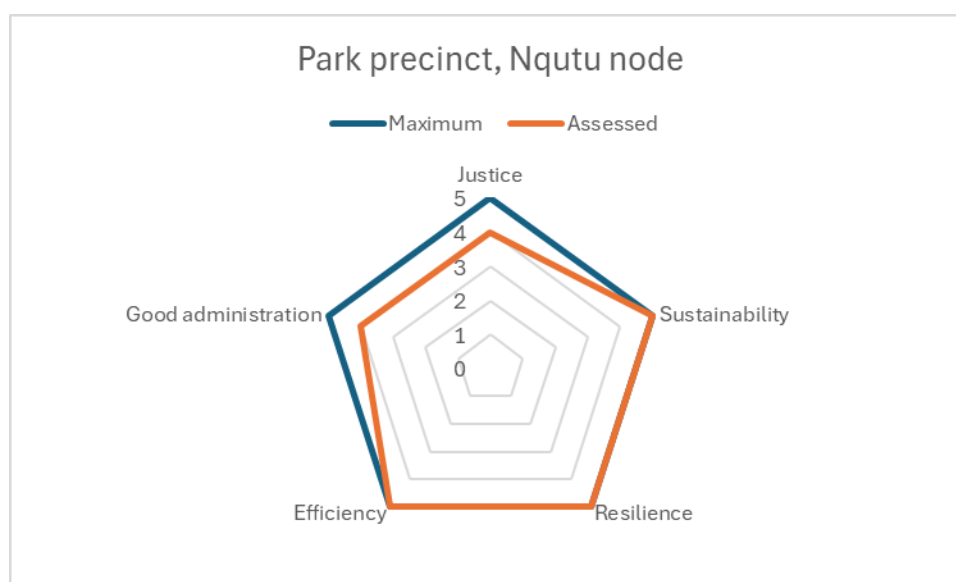 Park precinct, Nqutu node
Maximum Assessed
Justice
5
4
3
2
1
0
Good administration
Sustainability
Efficiency
Resilience